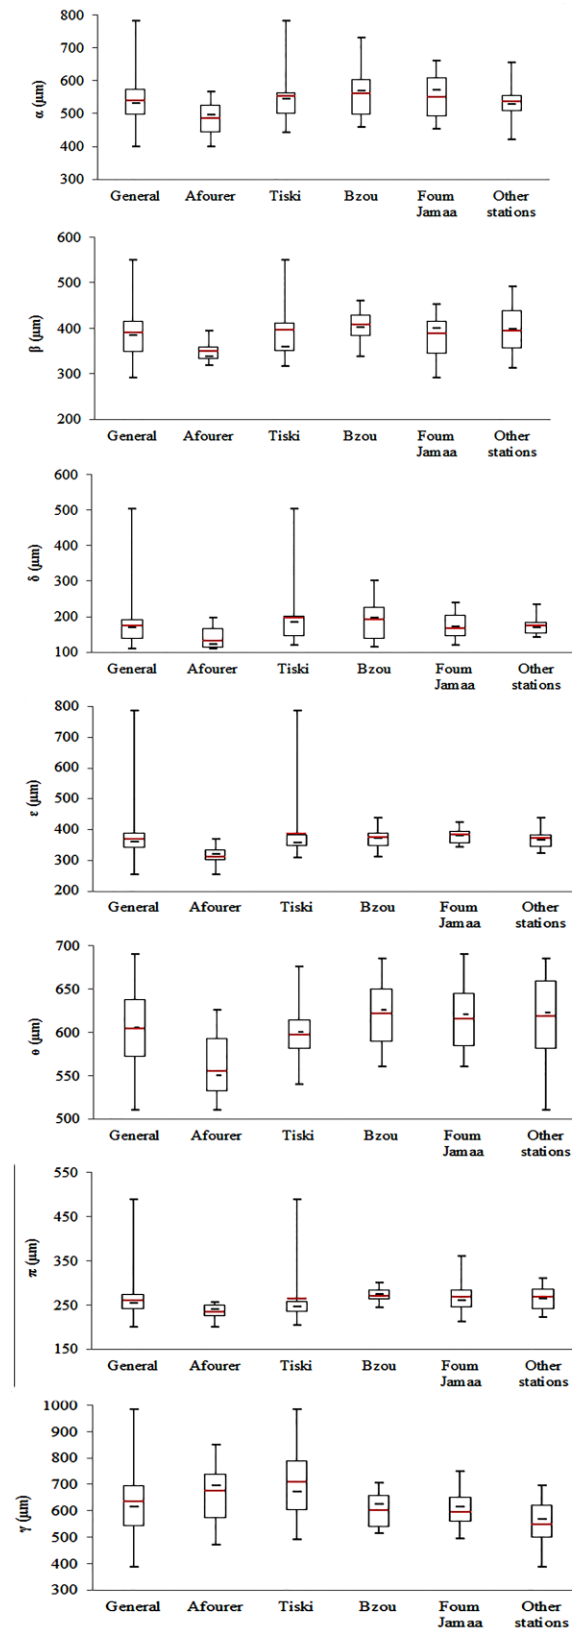 800
700
600
500
400
300
α (μm)
General Afourer Tiski Bzou Foum Other
Jamaa stations
600
500
400
300
200
β (μm)
General Afourer Tiski Bzou Foum Other
Jamaa stations
600
500
400
300
200
100
δ (μm)
General Afourer Tiski Bzou Foum Other
Jamaa stations
800
700
600
500
400
300
200
ε (μm)
General Afourer Tiski Bzou Foum Other
Jamaa stations
700
650
600
550
500
θ (μm)
General Afourer Tiski Bzou Foum Other
Jamaa stations
550
450
350
250
150
π (μm)
General Afourer Tiski Bzou Foum Other
Jamaa stations
1000
900
800
700
600
500
400
300
γ (μm)
General Afourer Tiski Bzou Foum Other
Jamaa stations